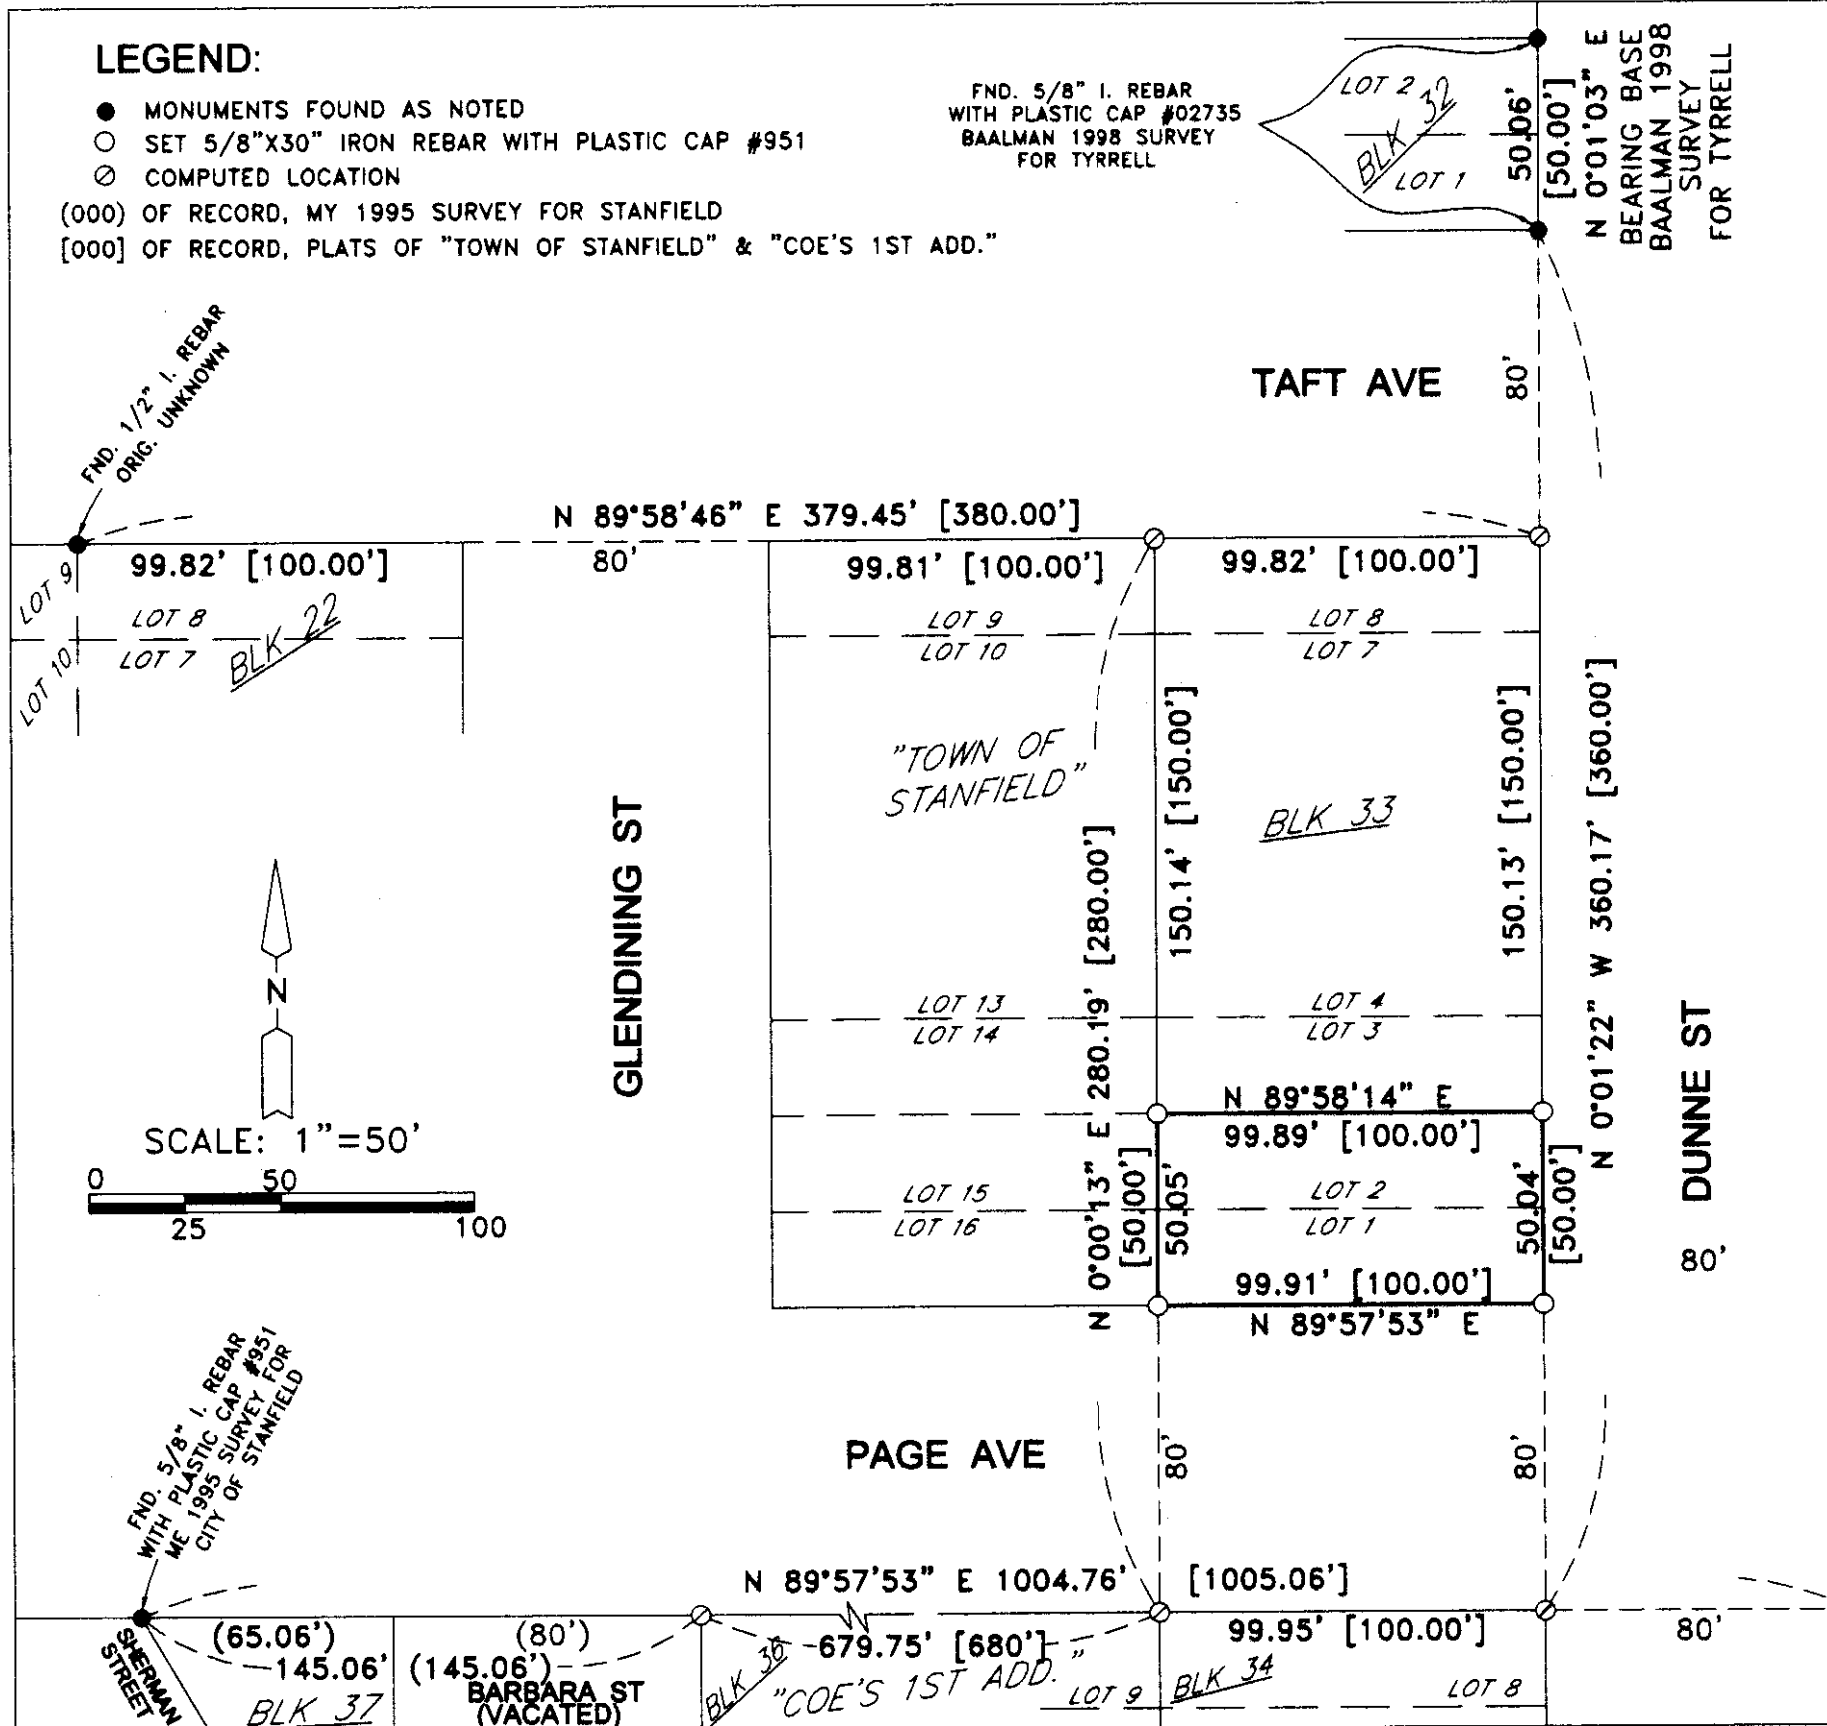 LEGEND:
MONUMENTS FOUND AS NOTED
SET 5/8"X30" IRON REBAR WITH PLASTIC CAP #951
COMPUTED LOCATION
(000) OF RECORD, MY 1995 SURVEY FOR STANFIELD
[000] OF RECORD, PLATS OF "TOWN OF STANFIELD" & "COE'S 1ST ADD."
FND. 5/8" I. REBAR
WITH PLASTIC CAP #02735
BAALMAN 1998 SURVEY
FOR TYRRELL
LOT 2
BLK 32
LOT 1
50.06'
[50.00']
N 0°01'03" E
BEARING BASE
BAALMAN 1998
SURVEY
FOR TYRRELL
FND. 1/2" I. REBAR
ORIG. UNKNOWN
TAFT AVE
80'
N 89°58'46" E 379.45' [380.00']
99.82' [100.00']
80'
99.81' [100.00']
99.82' [100.00']
LOT 9
LOT 8
LOT 7
LOT 10
BLK 22
LOT 9
LOT 10
LOT 8
LOT 7
"TOWN OF
STANFIELD"
BLK 33
150.14' [150.00']
150.13' [150.00']
N 0°01'22" W 360.17' [360.00']
GLENDINING ST
N 0°00'13" E 280.19' [280.00']
N
SCALE: 1"=50'
0
50
25
100
LOT 13
LOT 14
LOT 4
LOT 3
DUNNE ST
80'
N 89°58'14" E
99.89' [100.00']
LOT 15
LOT 16
[50.00']
50.05'
LOT 2
LOT 1
50.04'
[50.00']
99.91' [100.00']
N 89°57'53" E
FND. 5/8" I. REBAR
WITH PLASTIC CAP #951
ME 1995 SURVEY FOR
CITY OF STANFIELD
PAGE AVE
80'
80'
N 89°57'53" E 1004.76' [1005.06']
SHERMAN
STREET
(65.06')
(80')
145.06' (145.06')
679.75' [680']
99.95' [100.00']
80'
BLK 37
BARBARA ST
(VACATED)
BLK 36
"COE'S 1ST ADD."
LOT 9
BLK 34
LOT 8